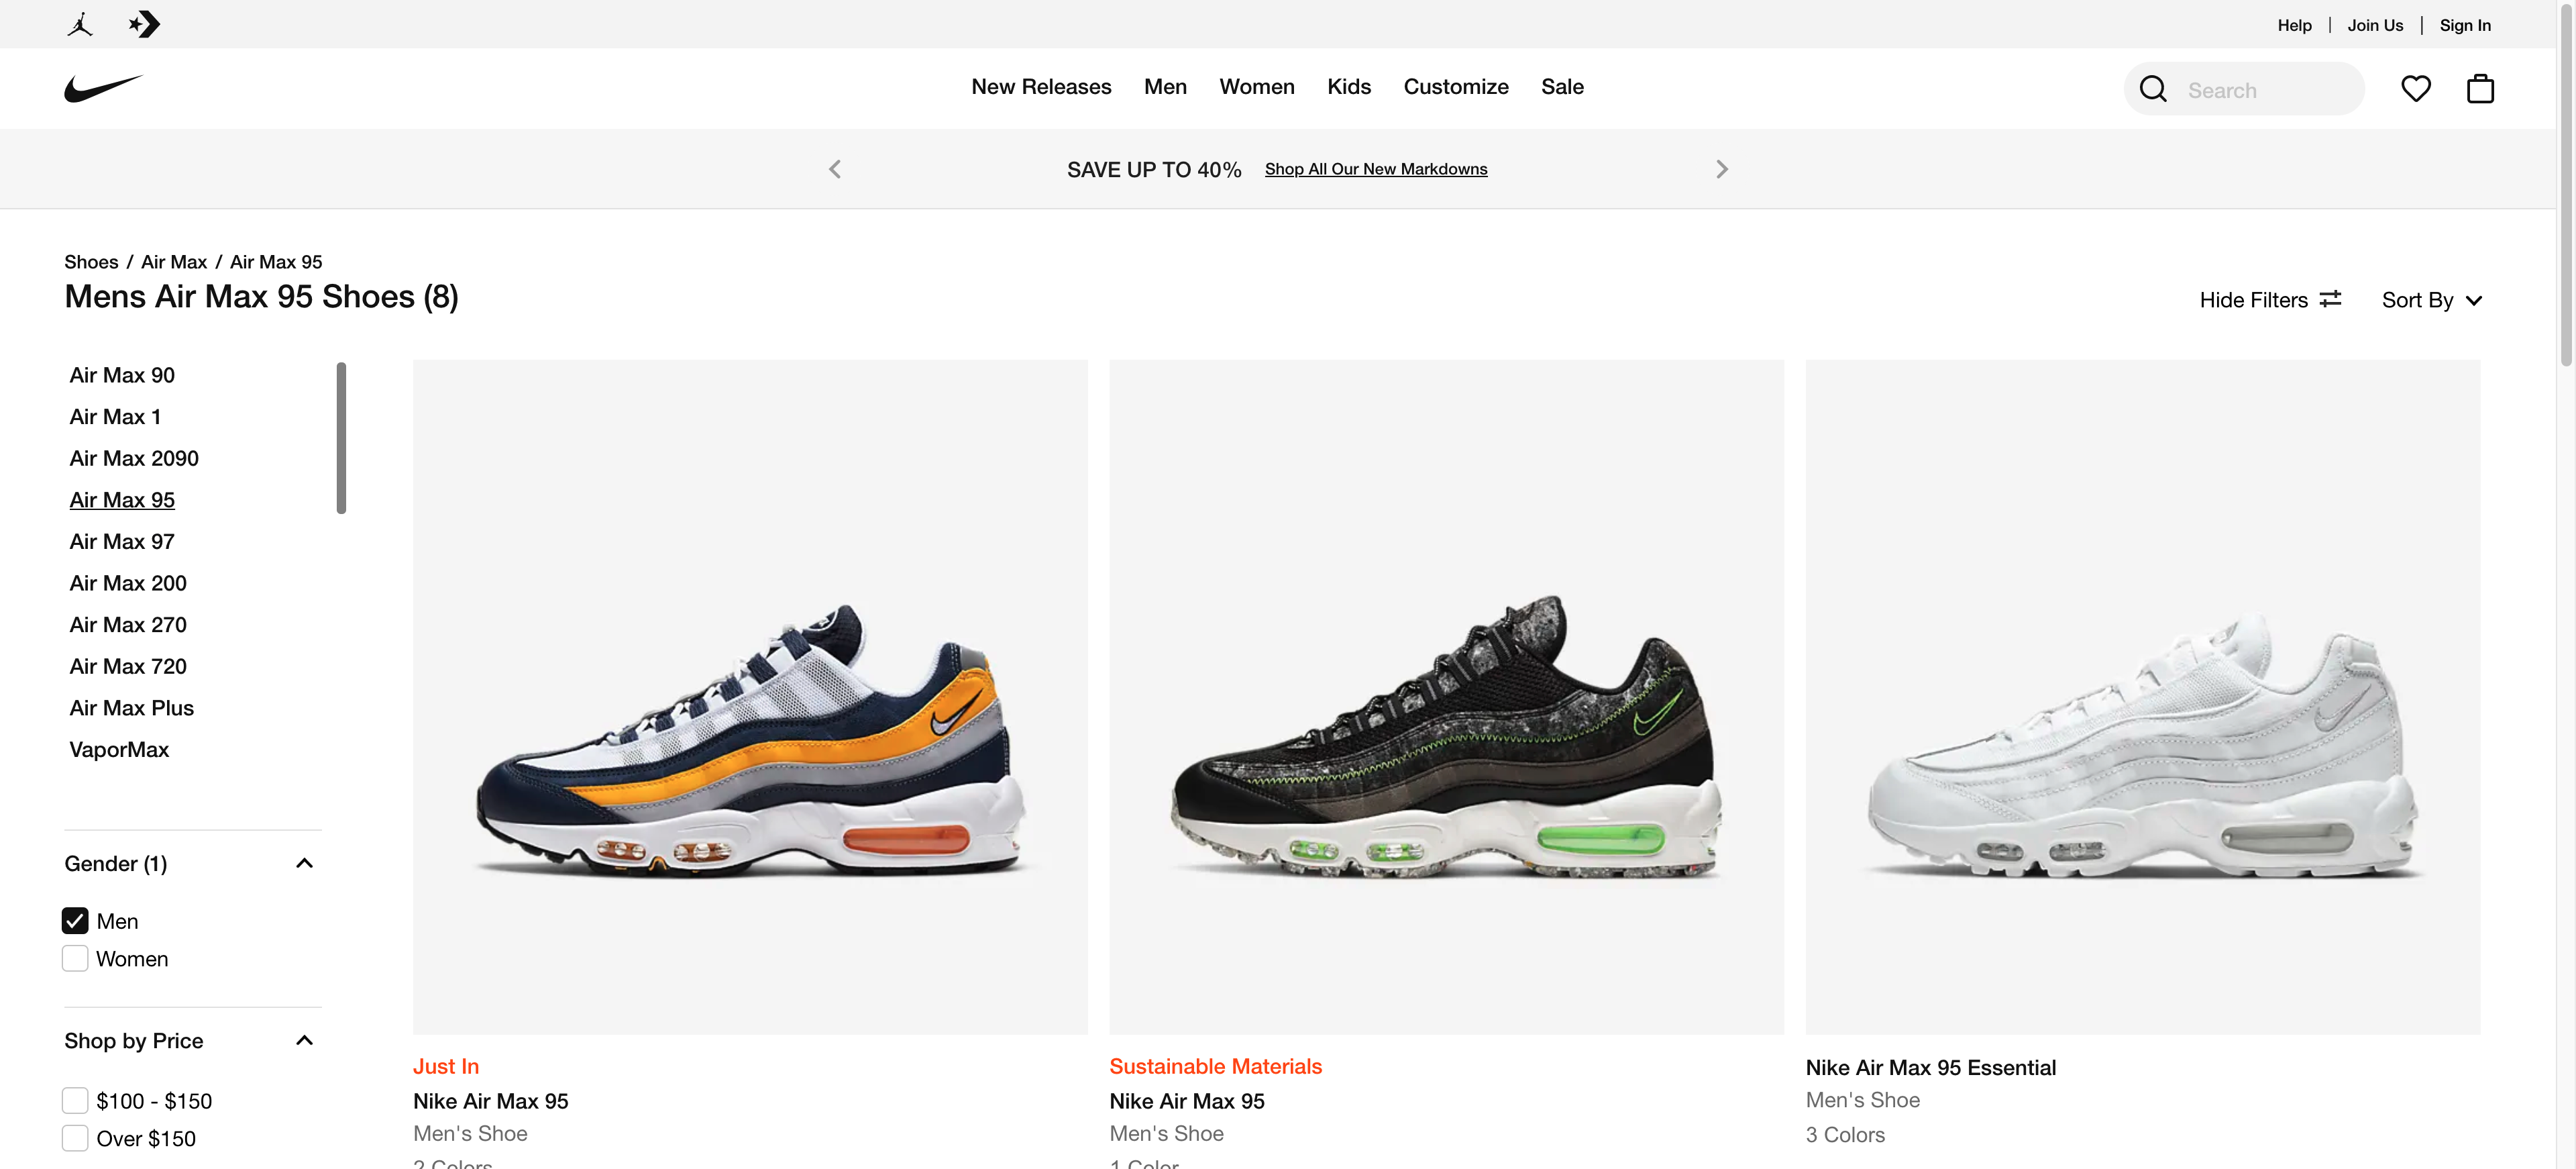 Help | Join Us | Sign In
New Releases Men Women Kids Customize Sale
Search
SAVE UP TO 40% Shop All Our New Markdowns
Shoes / Air Max / Air Max 95
Mens Air Max 95 Shoes (8)
Hide Filters Sort By
Air Max 90
Air Max 1
Air Max 2090
Air Max 95
Air Max 97
Air Max 200
Air Max 270
Air Max 720
Air Max Plus
VaporMax
Gender (1)
Men
Women
Shop by Price
$100 - $150
Over $150
Just In
Nike Air Max 95
Men's Shoe
2 Colors
Sustainable Materials
Nike Air Max 95
Men's Shoe
1 Color
Nike Air Max 95 Essential
Men's Shoe
3 Colors